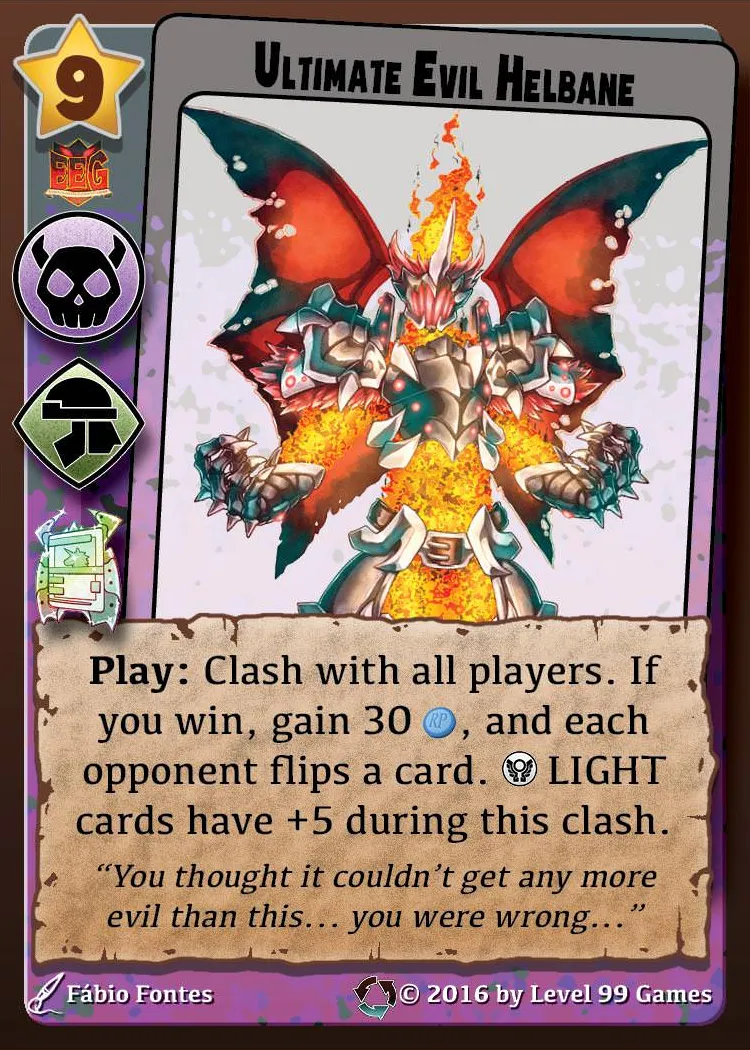 9
ULTIMATE EVIL HELBANE
EEG
Play: Clash with all players. If
you win, gain 30 RP, and each
opponent flips a card. LIGHT
cards have +5 during this clash.
“You thought it couldn’t get any more
evil than this... you were wrong...”
Fábio Fontes
© 2016 by Level 99 Games